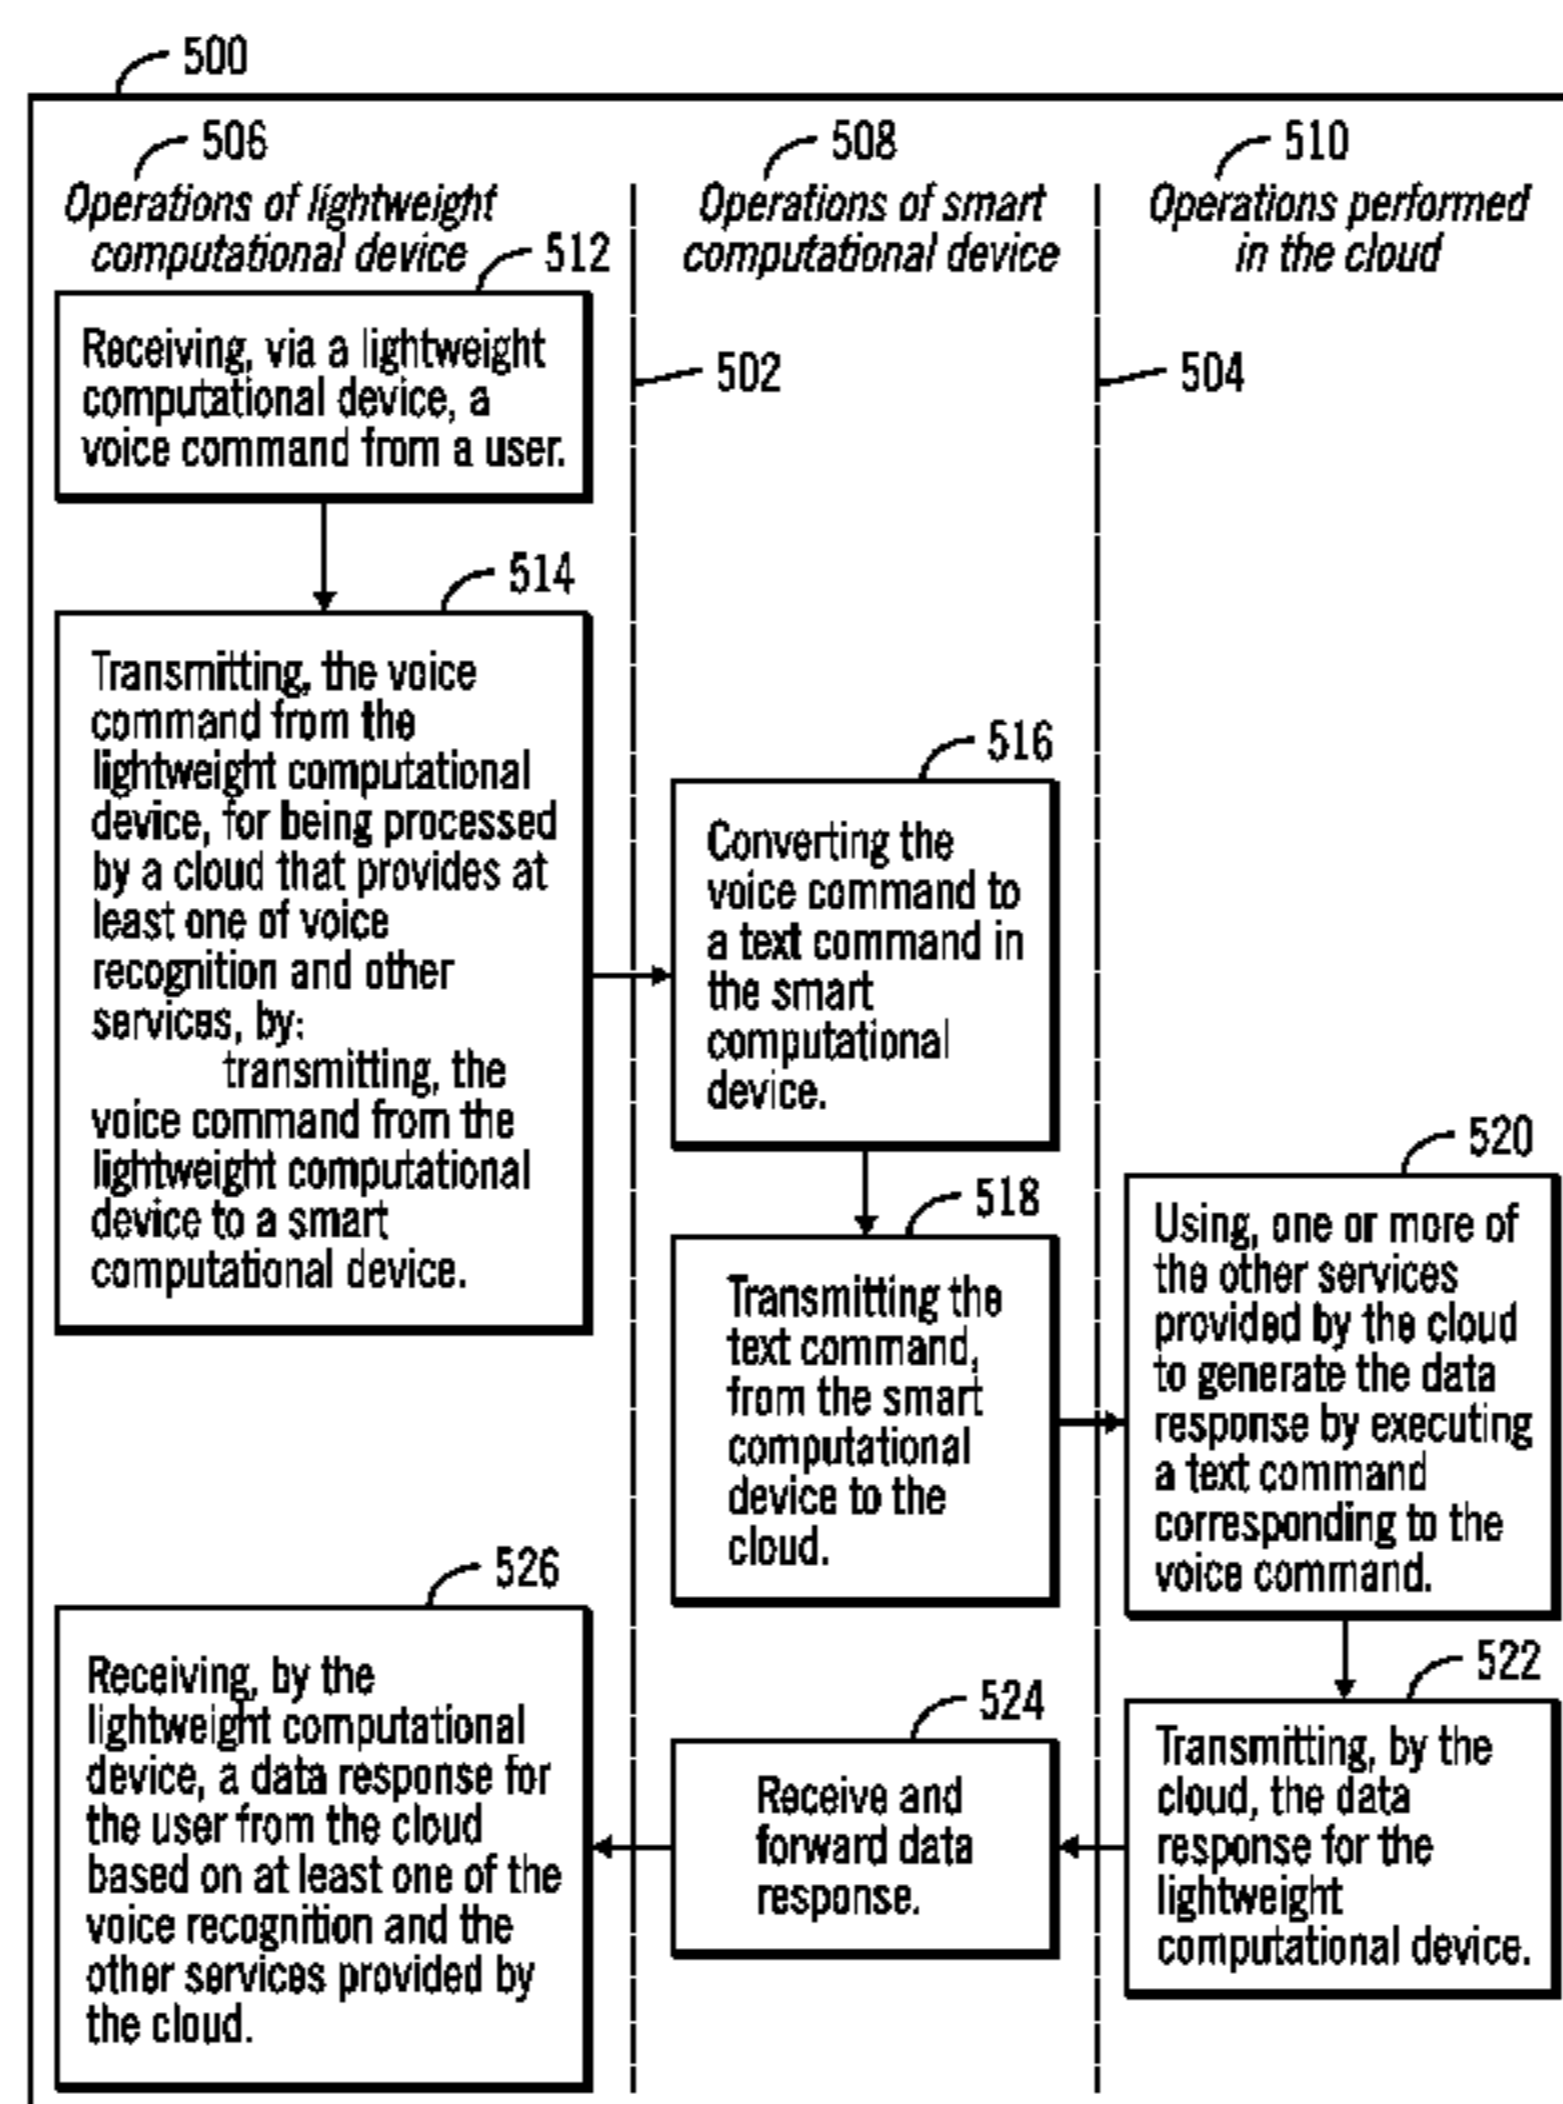 500
506
Operations of lightweight
computational device
508
Operations of smart
computational device
510
Operations performed
in the cloud
512
Receiving, via a lightweight
computational device, a
voice command from a user.
502
504
514
Transmitting, the voice
command from the
lightweight computational
device, for being processed
by a cloud that provides at
least one of voice
recognition and other
services, by:
transmitting, the
voice command from the
lightweight computational
device to a smart
computational device.
516
Converting the
voice command to
a text command in
the smart
computational
device.
518
Transmitting the
text command,
from the smart
computational
device to the
cloud.
520
Using, one or more of
the other services
provided by the cloud
to generate the data
response by executing
a text command
corresponding to the
voice command.
522
Transmitting, by the
cloud, the data
response for the
lightweight
computational device.
524
Receive and
forward data
response.
526
Receiving, by the
lightweight computational
device, a data response for
the user from the cloud
based on at least one of the
voice recognition and the
other services provided by
the cloud.